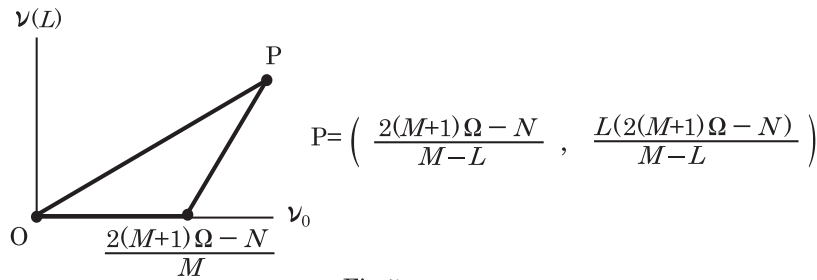 ν(L)
P
P= ( 2(M+1)Ω − N / M−L , L(2(M+1)Ω − N) / M−L )
ν₀
O
2(M+1)Ω − N
M